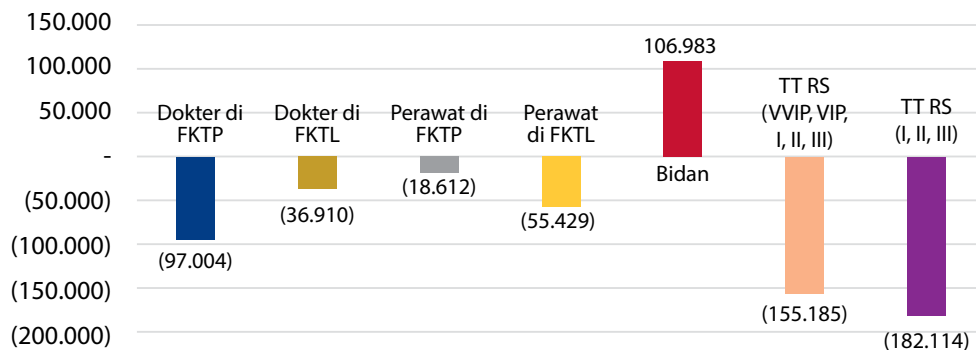 150.000
100.000
50.000
-
(50.000)
(100.000)
(150.000)
(200.000)
Dokter di
FKTP
(97.004)
Dokter di
FKTL
(36.910)
Perawat di
FKTP
(18.612)
Perawat
di FKTL
(55.429)
106.983
Bidan
TT RS
(VVIP, VIP,
I, II, III)
(155.185)
TT RS
(I, II, III)
(182.114)